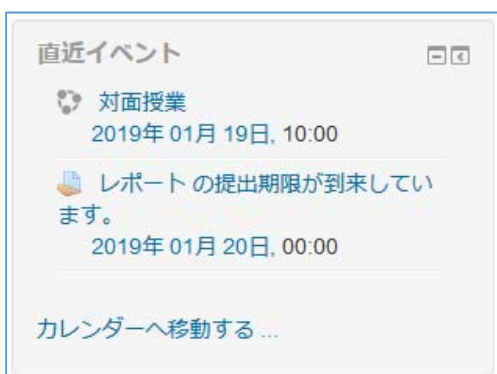 直近イベント
対面授業
2019年 01月 19日, 10:00
レポート の提出期限が到来してい
ます。
2019年 01月 20日, 00:00
カレンダーへ移動する ...